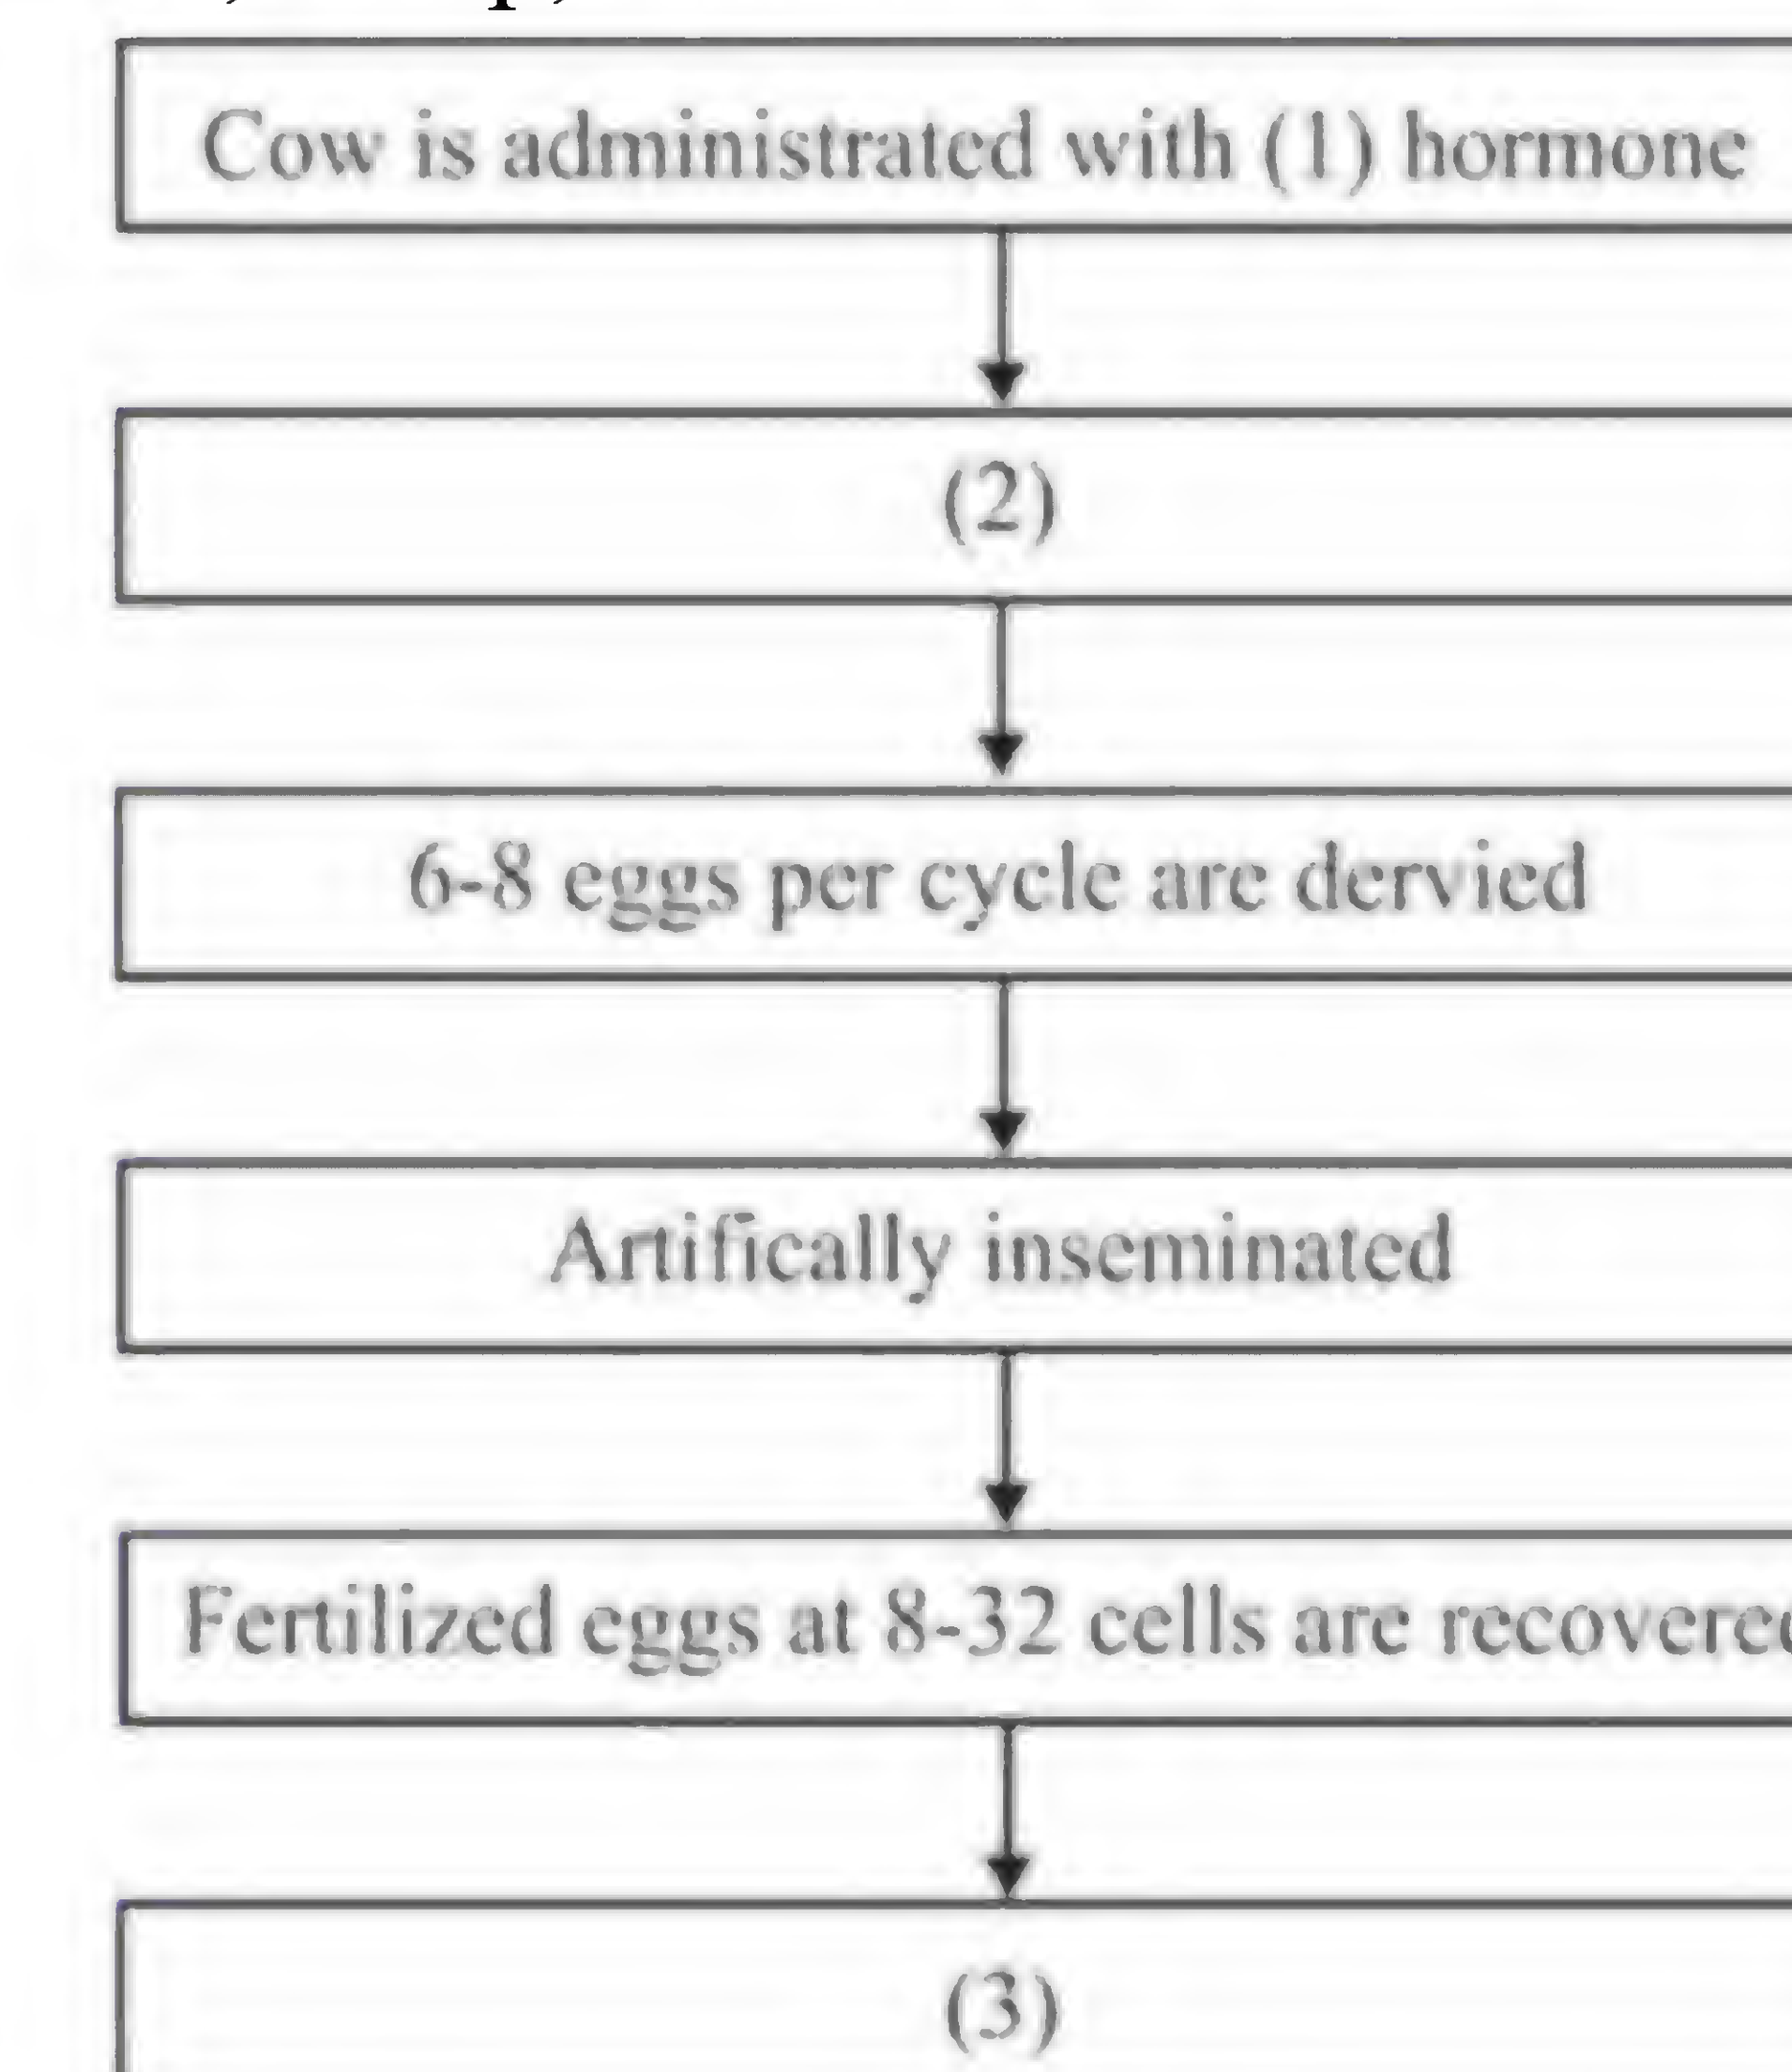 Cow is administrated with (1) hormone
(2)
6-8 eggs per cycle are dervied
Artifically inseminated
Fertilized eggs at 8-32 cells are recovered
(3)